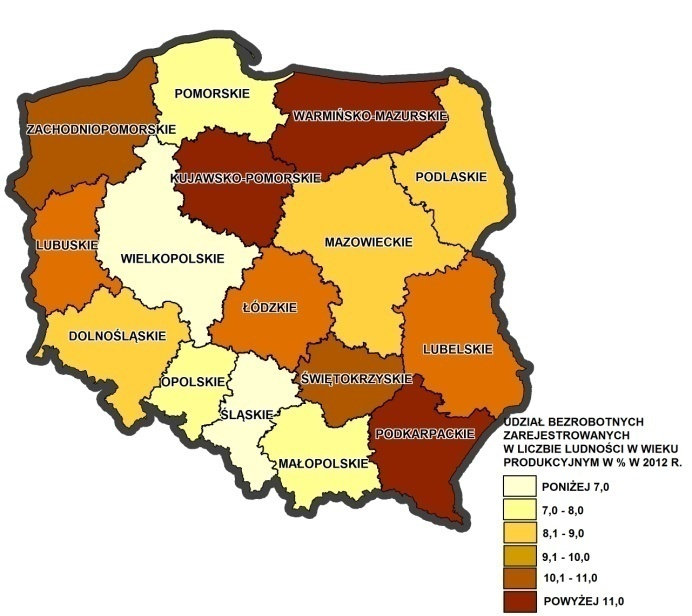 POMORSKIE
WARMIŃSKO-MAZURSKIE
ZACHODNIOPOMORSKIE
KUJAWSKO-POMORSKIE
PODLASKIE
LUBUSKIE
WIELKOPOLSKIE
MAZOWIECKIE
ŁÓDZKIE
DOLNOŚLĄSKIE
LUBELSKIE
OPOLSKIE
ŚWIĘTOKRZYSKIE
ŚLĄSKIE
PODKARPACKIE
MAŁOPOLSKIE
UDZIAŁ BEZROBOTNYCH
ZAREJESTROWANYCH
W LICZBIE LUDNOŚCI W WIEKU
PRODUKCYJNYM W % W 2012 R.
PONIŻEJ 7,0
7,0 - 8,0
8,1 - 9,0
9,1 - 10,0
10,1 - 11,0
POWYŻEJ 11,0